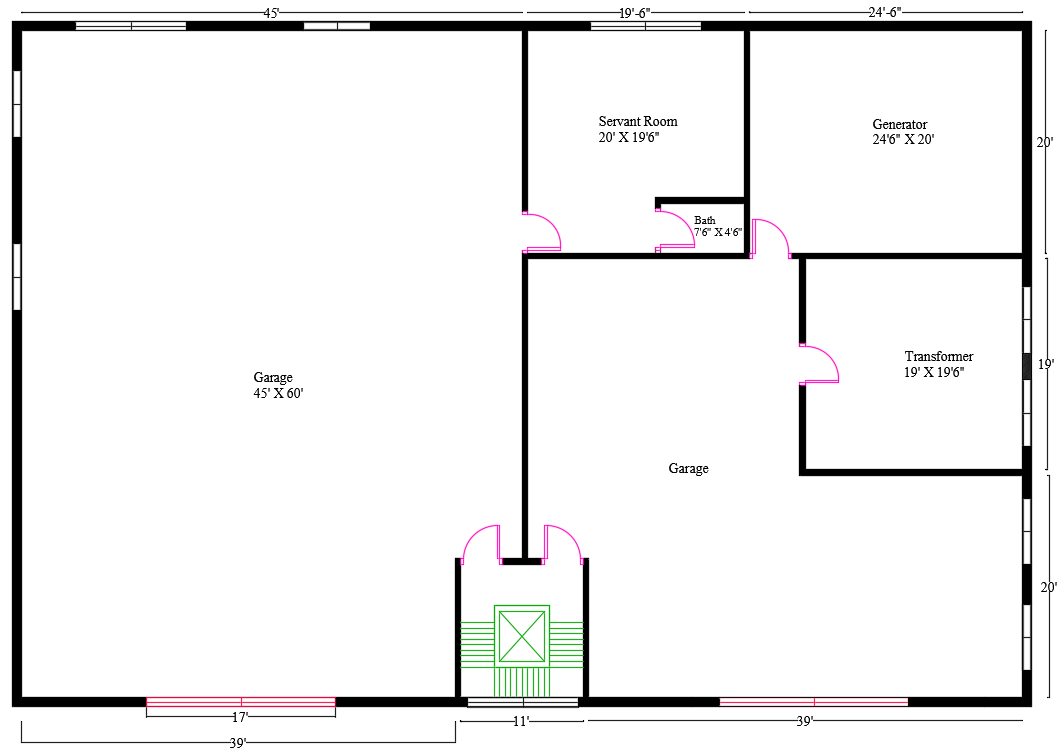 45'
19'-6"
24'-6"
Servant Room
20' X 19'6"
Generator
24'6" X 20'
20'
Bath
7'6" X 4'6"
Transformer
19' X 19'6"
19'
Garage
45' X 60'
Garage
20'
17'
11'
39'
39'